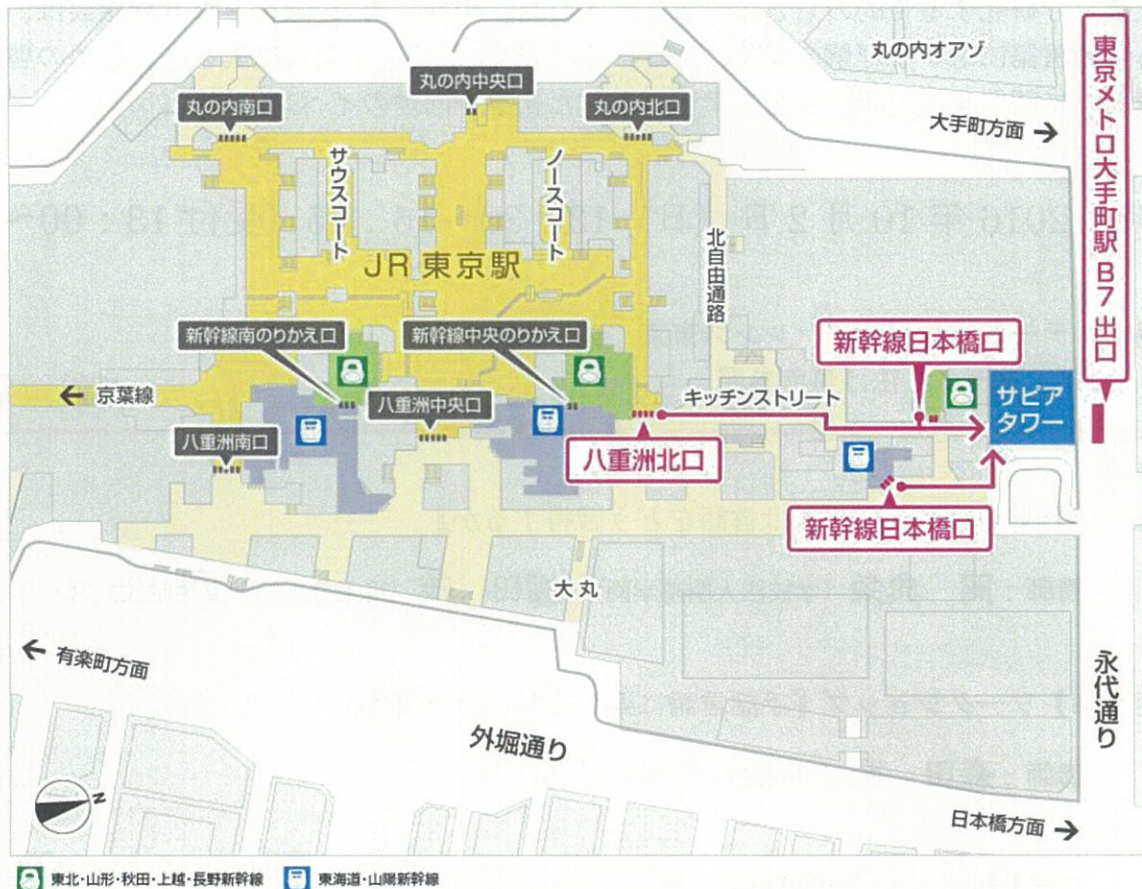 丸の内オアゾ
丸の内中央口
丸の内南口
丸の内北口
大手町方面 →
東京メトロ大手町駅 B7 出口
サウスコート
ノースコート
北自由通路
JR 東京駅
新幹線南のりかえ口
新幹線中央のりかえ口
新幹線日本橋口
← 京葉線
八重洲中央口
キッチンストリート
サピア
タワー
八重洲南口
八重洲北口
新幹線日本橋口
大丸
← 有楽町方面
外堀通り
永代通り
N
日本橋方面 →
東北・山形・秋田・上越・長野新幹線
東海道・山陽新幹線